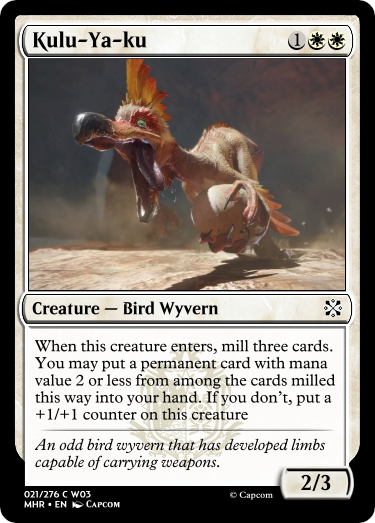 Kulu-Ya-ku 1
Creature — Bird Wyvern
When this creature enters, mill three cards.
You may put a permanent card with mana
value 2 or less from among the cards milled
this way into your hand. If you don't, put a
+1/+1 counter on this creature
An odd bird wyvern that has developed limbs
capable of carrying weapons.
2/3
021/276 C W03
MHR • EN Capcom
© Capcom